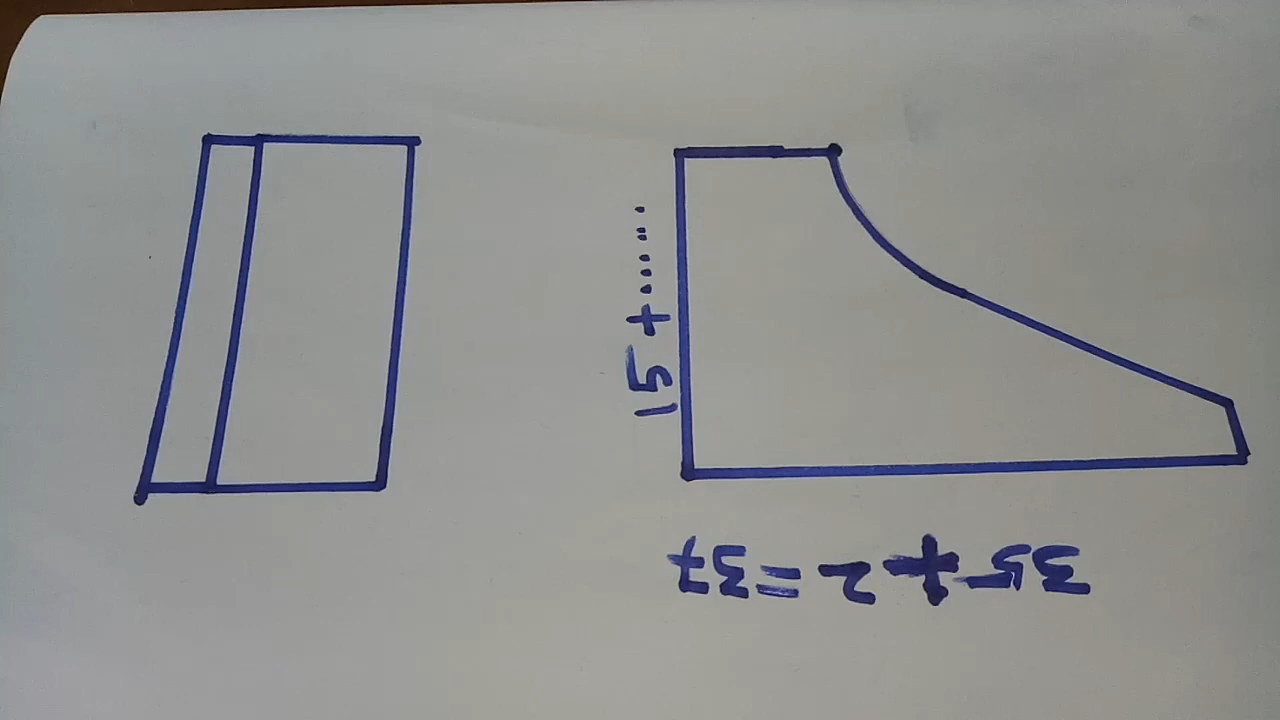 15 + ......
35 + 2 = 37